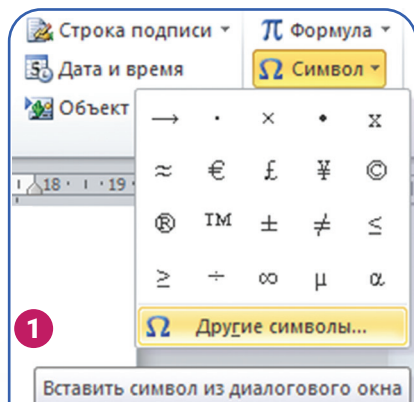 Строка подписи
π Формула
Дата и время
Ω Символ
Объект
→ · × • x
≈ € £ ¥ ©
18 · ı · 19
® TM ± ≠ ≤
≥ ÷ ∞ µ α
1
Ω Другие символы...
Вставить символ из диалогового окна